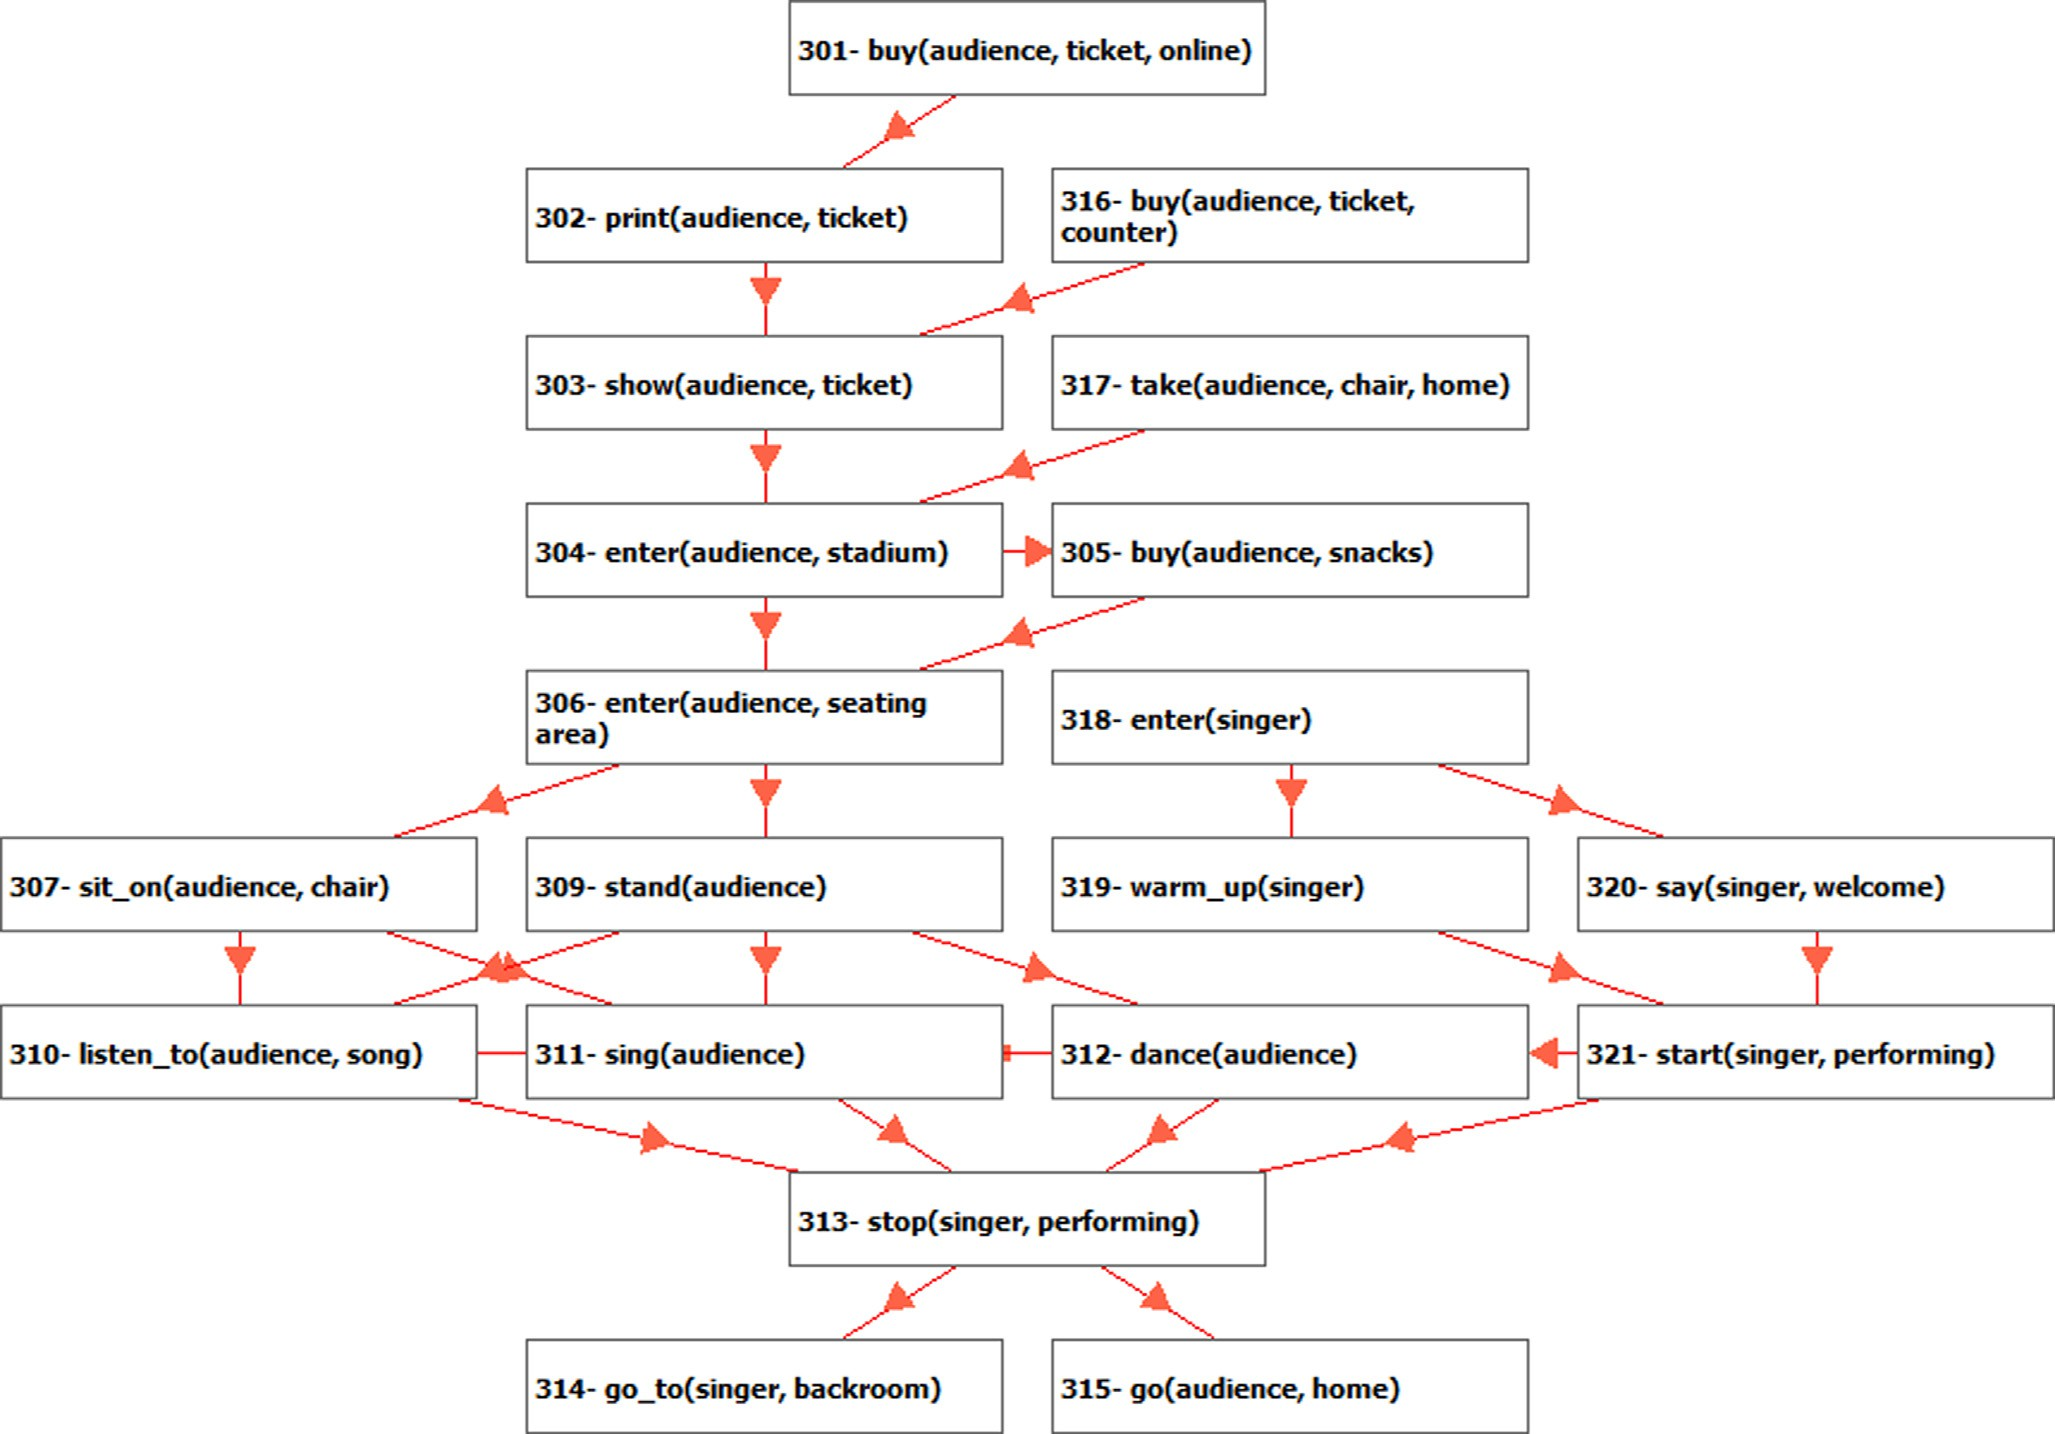 301- buy(audience, ticket, online)
302- print(audience, ticket)
316- buy(audience, ticket,
counter)
303- show(audience, ticket)
317- take(audience, chair, home)
304- enter(audience, stadium)
305- buy(audience, snacks)
306- enter(audience, seating
area)
318- enter(singer)
307- sit_on(audience, chair)
309- stand(audience)
319- warm_up(singer)
320- say(singer, welcome)
310- listen_to(audience, song)
311- sing(audience)
312- dance(audience)
321- start(singer, performing)
313- stop(singer, performing)
314- go_to(singer, backroom)
315- go(audience, home)